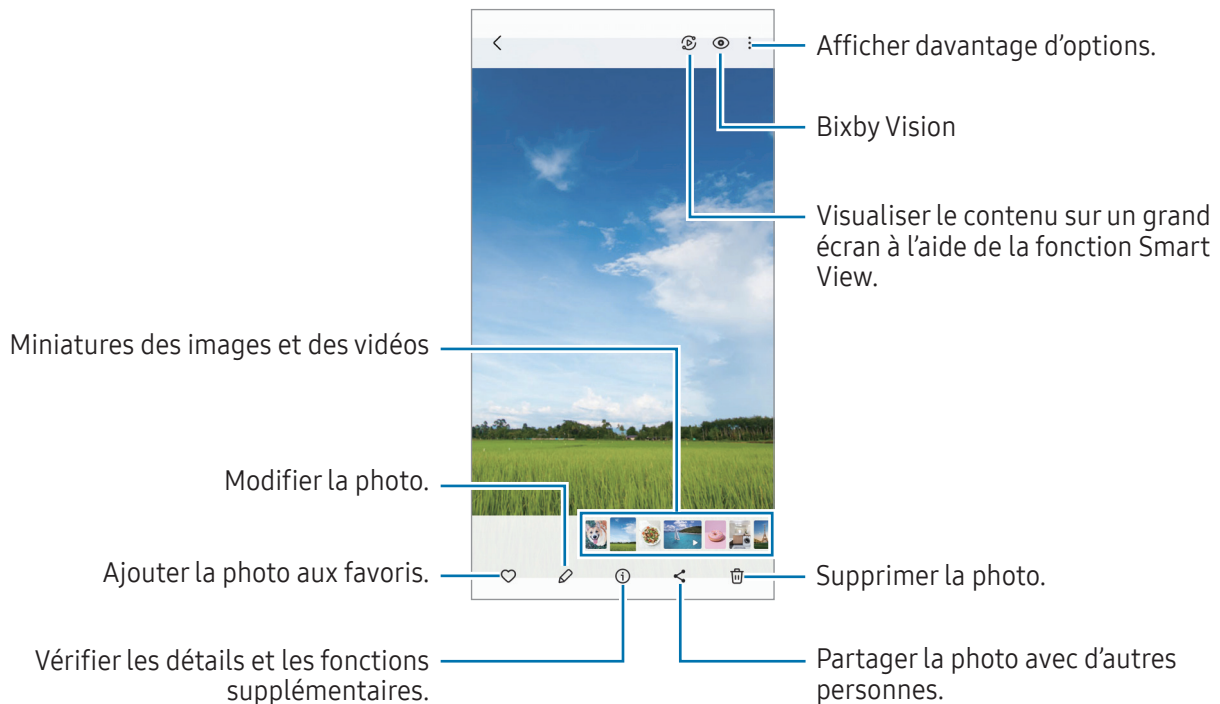 Afficher davantage d’options.
Bixby Vision
Visualiser le contenu sur un grand
écran à l’aide de la fonction Smart
View.
Miniatures des images et des vidéos
Modifier la photo.
Ajouter la photo aux favoris.
Supprimer la photo.
Vérifier les détails et les fonctions
supplémentaires.
Partager la photo avec d’autres
personnes.